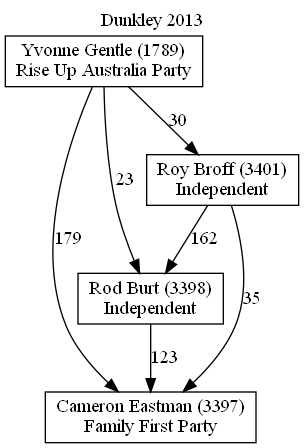 Dunkley 2013
Yvonne Gentle (1789)
Rise Up Australia Party
30
Roy Broff (3401)
Independent
179
23
162
Rod Burt (3398)
Independent
35
123
Cameron Eastman (3397)
Family First Party